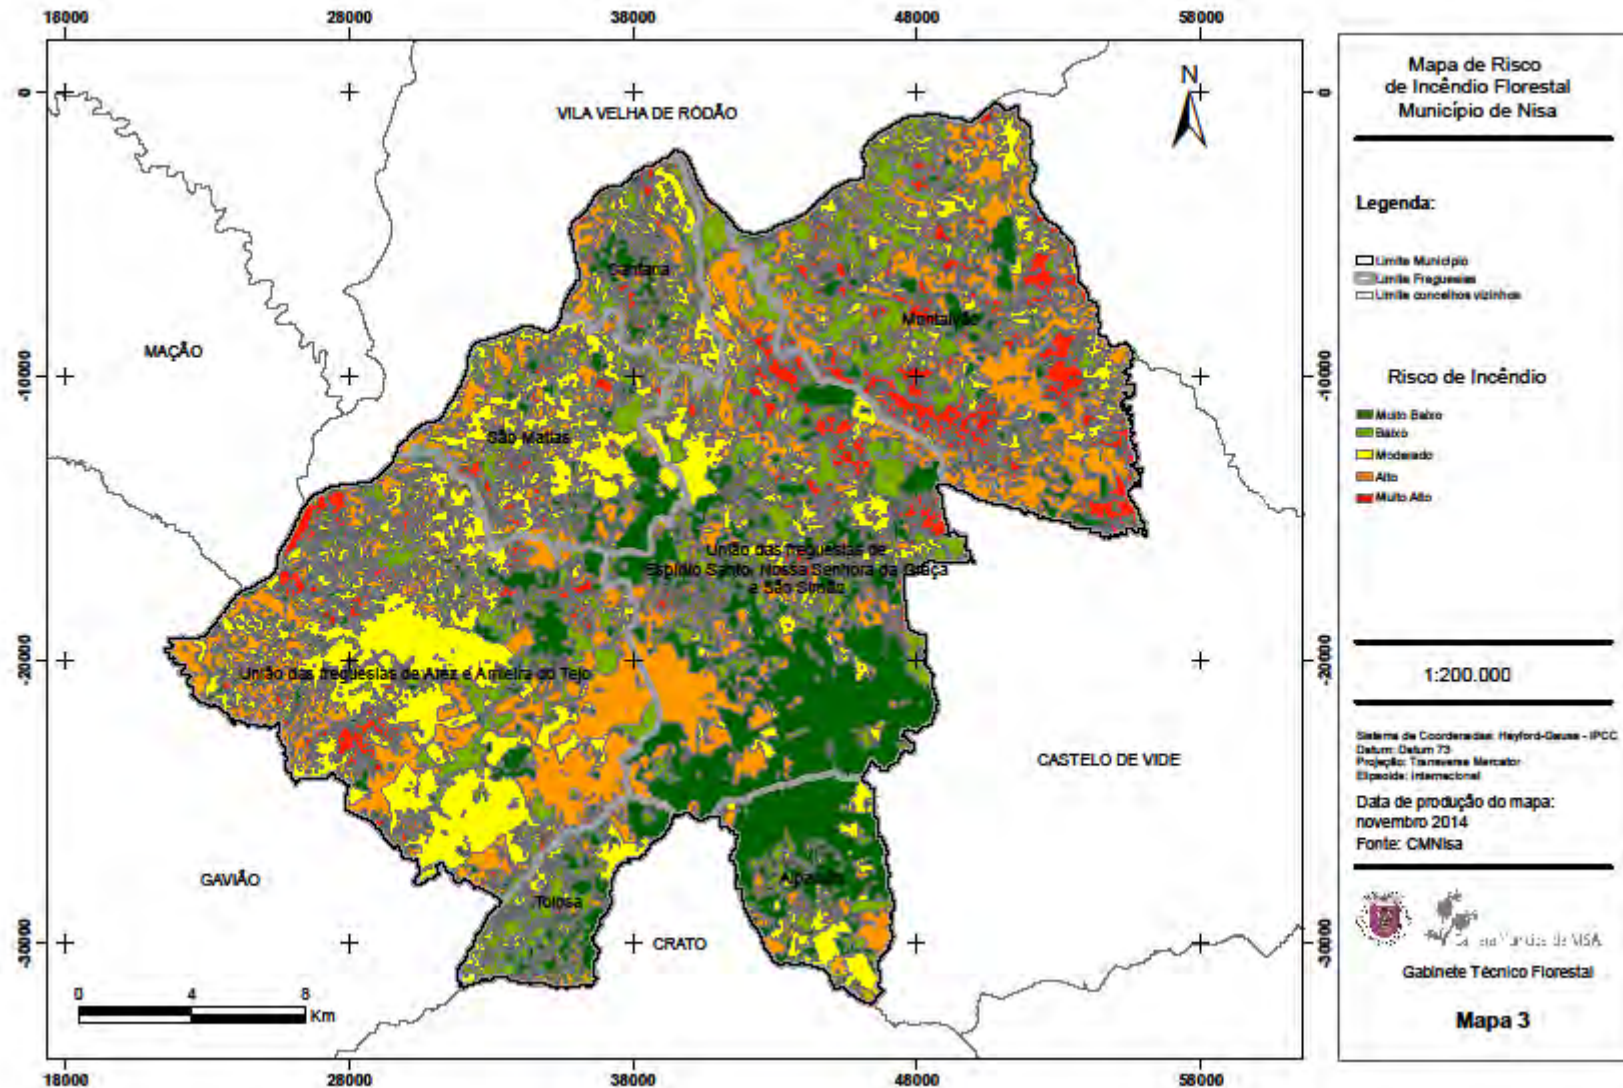 18000
28000
38000
48000
58000
0
0
-10000
-10000
-20000
-20000
-30000
-30000
N
VILA VELHA DE RODÃO
MAÇÃO
Santana
Montalvão
São Matias
União das freguesias de
Espírito Santo, Nossa Senhora da Graça
e São Simão
União das freguesias de Arez e Amieira do Tejo
CASTELO DE VIDE
GAVIÃO
Alpalhão
Tolosa
CRATO
0
4
8
Km
18000
28000
38000
48000
58000
Mapa de Risco
de Incêndio Florestal
Município de Nisa
Legenda:
Limite Município
Limite Freguesias
Limite concelhos vizinhos
Risco de Incêndio
Muito Baixo
Baixo
Moderado
Alto
Muito Alto
1:200.000
Sistema de Coordenadas: Hayford-Gauss - IPCC
Datum: Datum 73
Projeção: Transverse Mercator
Elipsoide: Internacional
Data de produção do mapa:
novembro 2014
Fonte: CMNisa
NISA
Gabinete Técnico Florestal
Mapa 3